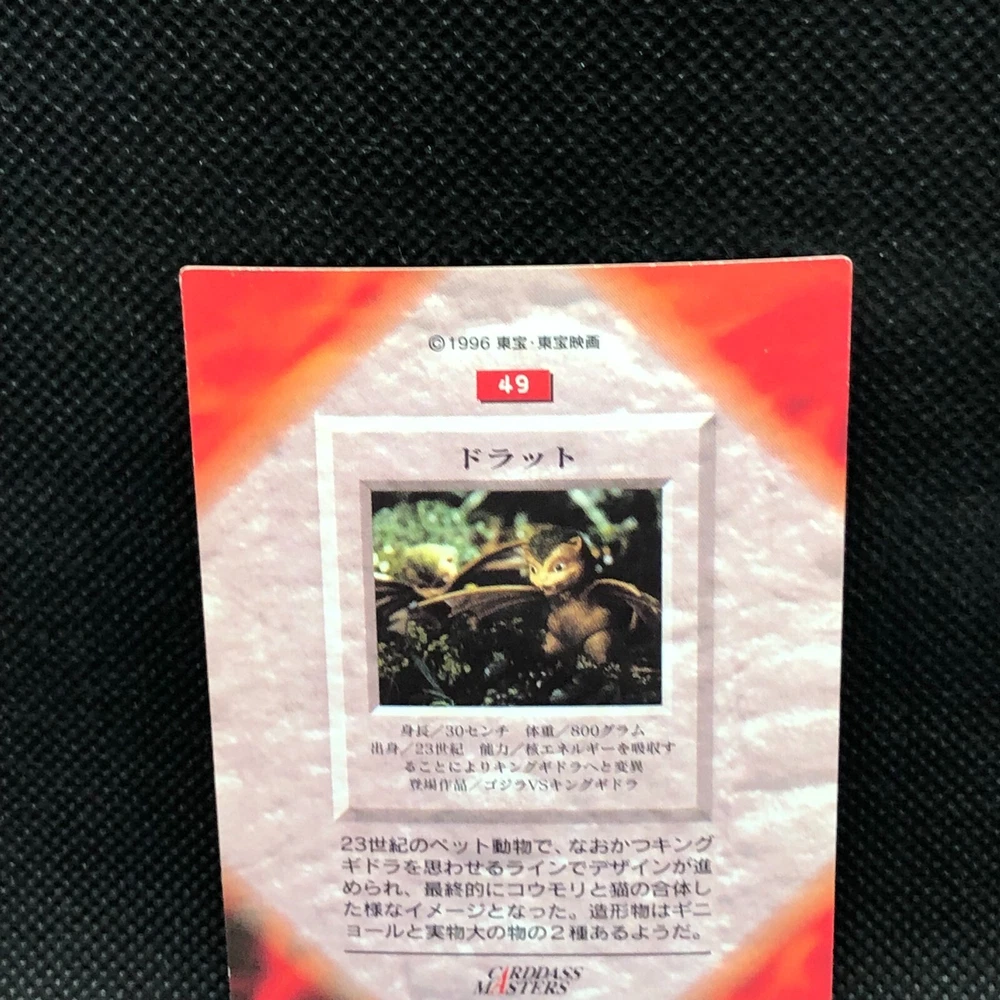 ©1996 東宝・東宝映画
49
ドラット
身長／30センチ　体重／800グラム
出身／23世紀　能力／核エネルギーを吸収す
ることによりキングギドラへと変異
登場作品／ゴジラVSキングギドラ
23世紀のペット動物で、なおかつキング
ギドラを思わせるラインでデザインが進
められ、最終的にコウモリと猫の合体し
た様なイメージとなった。造形物はギニ
ョールと実物大の物の2種あるようだ。
CARDDASS
MASTERS